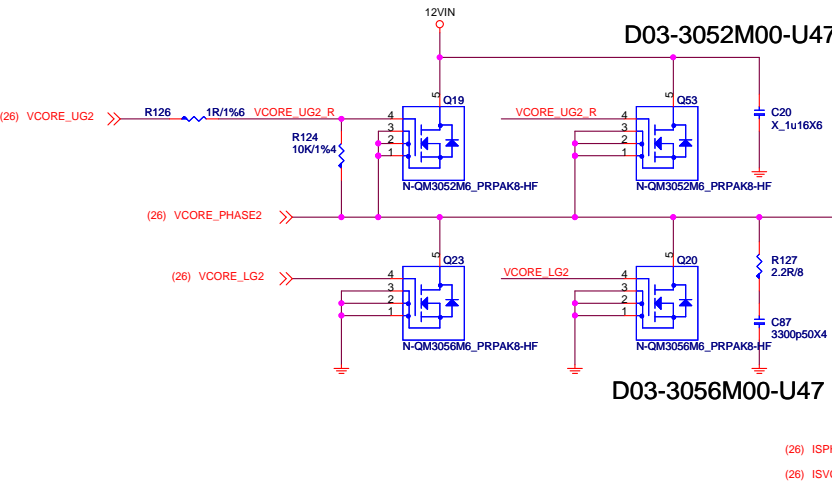 12VIN
D03-3052M00-U47
5
Q19
5
Q53
(26) VCORE_UG2
R126
1R/1%6
VCORE_UG2_R
4
3
2
1
VCORE_UG2_R
4
3
2
1
C20
X_1u16X6
R124
10K/1%4
N-QM3052M6_PRPAK8-HF
N-QM3052M6_PRPAK8-HF
(26) VCORE_PHASE2
5
Q23
5
Q20
(26) VCORE_LG2
4
3
2
1
VCORE_LG2
4
3
2
1
R127
2.2R/8
C87
3300p50X4
N-QM3056M6_PRPAK8-HF
N-QM3056M6_PRPAK8-HF
D03-3056M00-U47
(26)
(26)